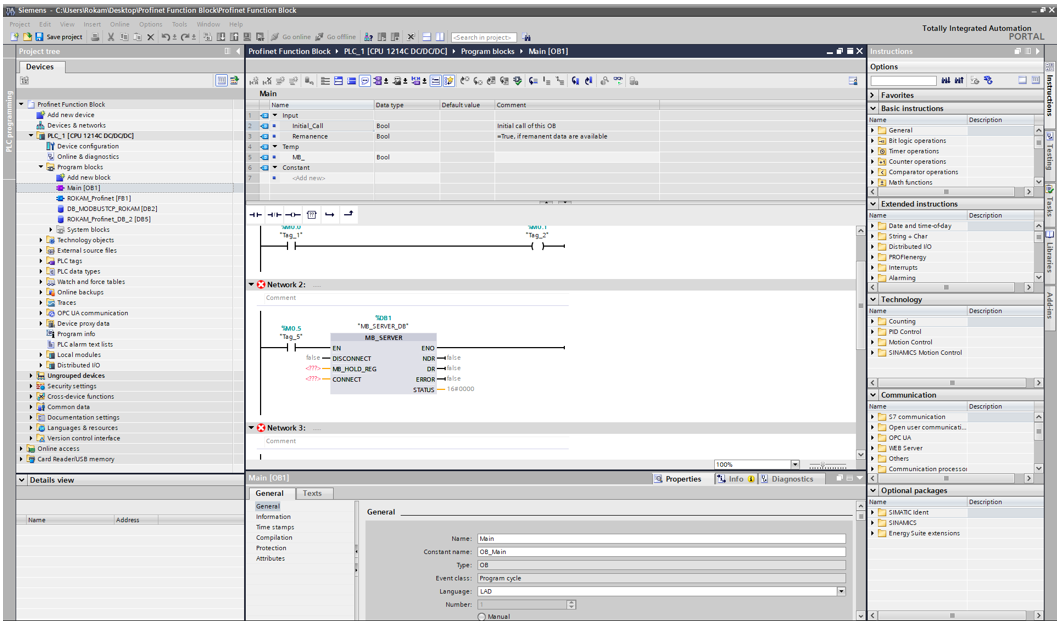 Siemens - C:\Users\Rokam\Desktop\Profinet Function Block\Profinet Function Block
Project Edit View Insert Online Options Tools Window Help
Save project Go online Go offline <Search in project>
Totally Integrated Automation
PORTAL
Project tree
Devices
PLC programming
Profinet Function Block
Add new device
Devices & networks
PLC_1 [CPU 1214C DC/DC/DC]
Device configuration
Online & diagnostics
Program blocks
Add new block
Main [OB1]
ROKAM_Profinet [FB1]
DB_MODBUSTCP_ROKAM [DB2]
ROKAM_Profinet_DB_2 [DB5]
System blocks
Technology objects
External source files
PLC tags
PLC data types
Watch and force tables
Online backups
Traces
OPC UA communication
Device proxy data
Program info
PLC alarm text lists
Local modules
Distributed I/O
Ungrouped devices
Security settings
Cross-device functions
Common data
Documentation settings
Languages & resources
Version control interface
Online access
Card Reader/USB memory
Details view
Name Address
Profinet Function Block PLC_1 [CPU 1214C DC/DC/DC] Program blocks Main [OB1]
Main
Name Data type Default value Comment
1 Input
2 Initial_Call Bool Initial call of this OB
3 Remanence Bool =True, if remanent data are available
4 Temp
5 MB_ Bool
6 Constant
7 <Add new>
%M0.0 %M0.1
"Tag_1" "Tag_2"
Network 2: .....
Comment
%DB1
"MB_SERVER_DB"
%M0.5
"Tag_5"
MB_SERVER
EN ENO
false DISCONNECT NDR false
<???> MB_HOLD_REG DR false
<???> CONNECT ERROR false
STATUS 16#0000
Network 3: .....
Comment
100%
Main [OB1]
Properties Info Diagnostics
General Texts
General
Information
Time stamps
Compilation
Protection
Attributes
General
Name: Main
Constant name: OB_Main
Type: OB
Event class: Program cycle
Language: LAD
Number: 1
Manual
Instructions
Options
Favorites
Basic instructions
Name Description
General
Bit logic operations
Timer operations
Counter operations
Comparator operations
Math functions
Extended instructions
Name Description
Date and time-of-day
String + Char
Distributed I/O
PROFIenergy
Interrupts
Alarming
Technology
Name Description
Counting
PID Control
Motion Control
SINAMICS Motion Control
Communication
Name Description
S7 communication
Open user communicati...
OPC UA
WEB Server
Others
Communication processor
Optional packages
Name Description
SIMATIC Ident
SINAMICS
Energy Suite extensions
Instructions
Testing
Tasks
Libraries
Add-ins